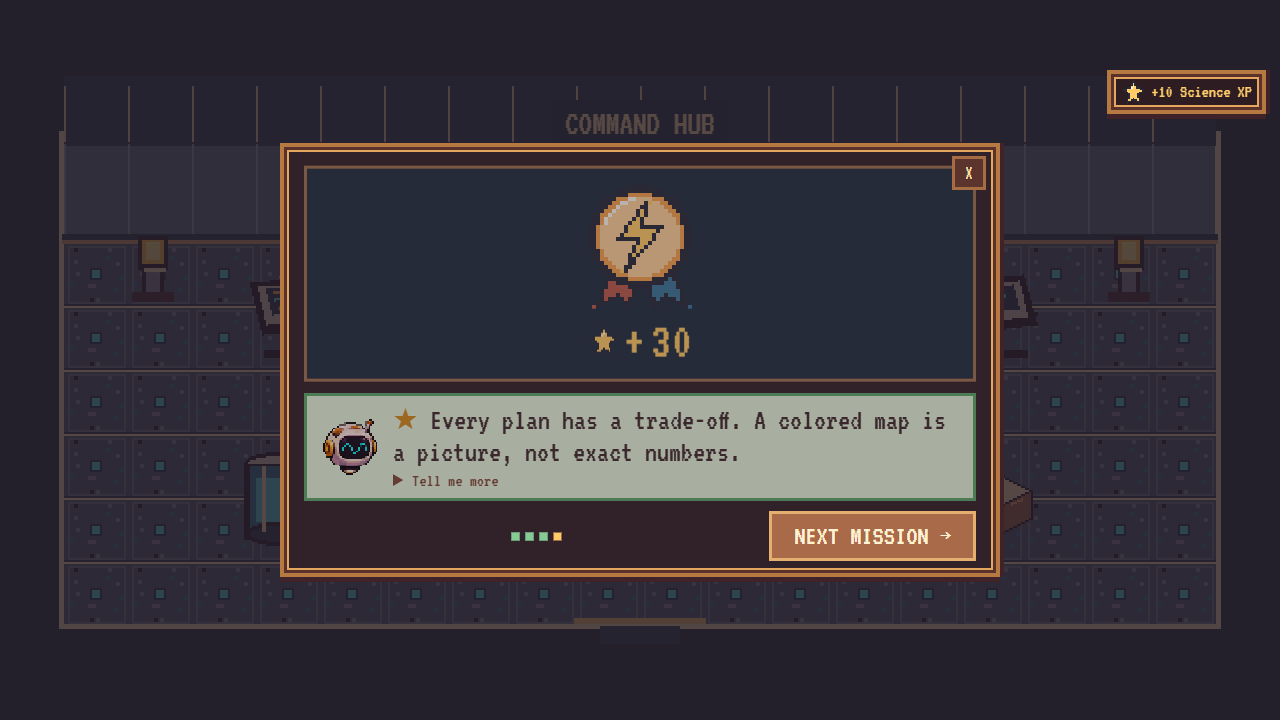 +10 Science XP
COMMAND HUB
X
+30
★ Every plan has a trade-off. A colored map is
a picture, not exact numbers.
▶ Tell me more
NEXT MISSION →